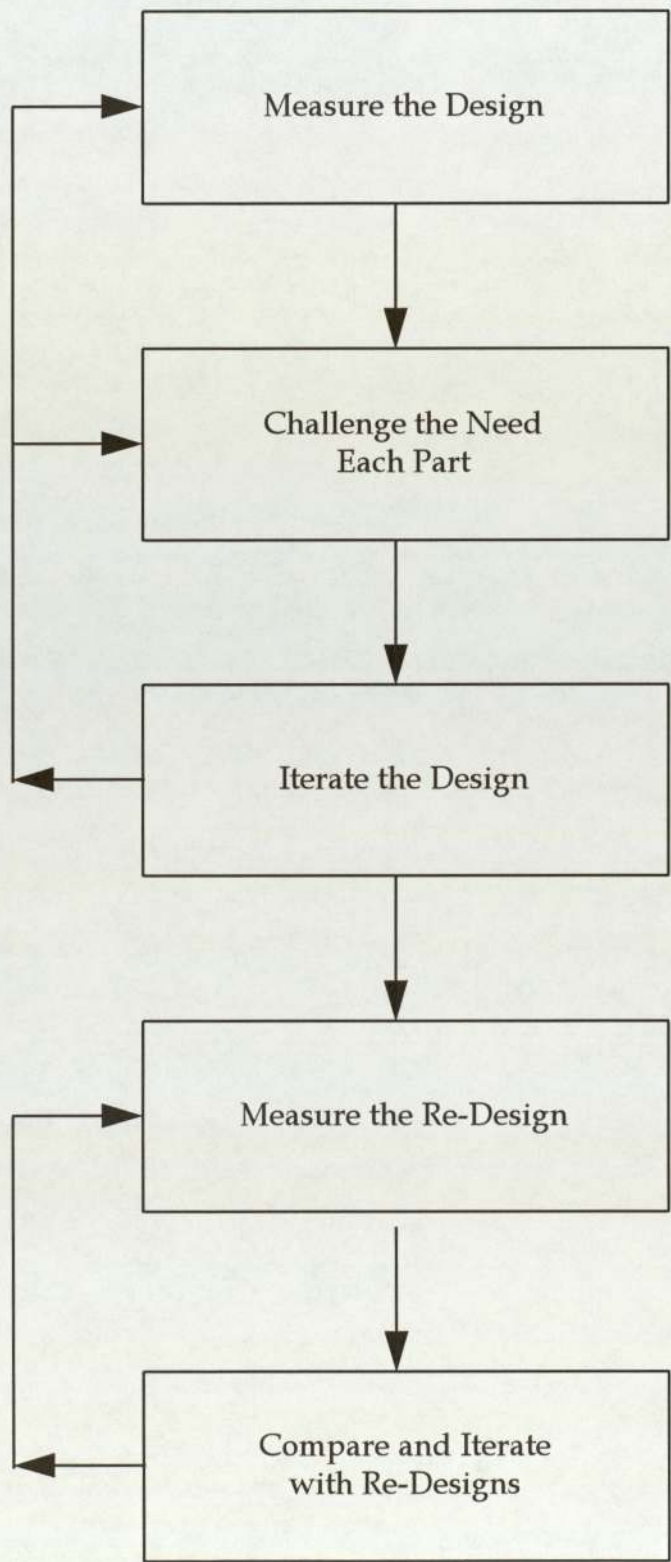 Measure the Design
Challenge the Need
Each Part
Iterate the Design
Measure the Re-Design
Compare and Iterate
with Re-Designs